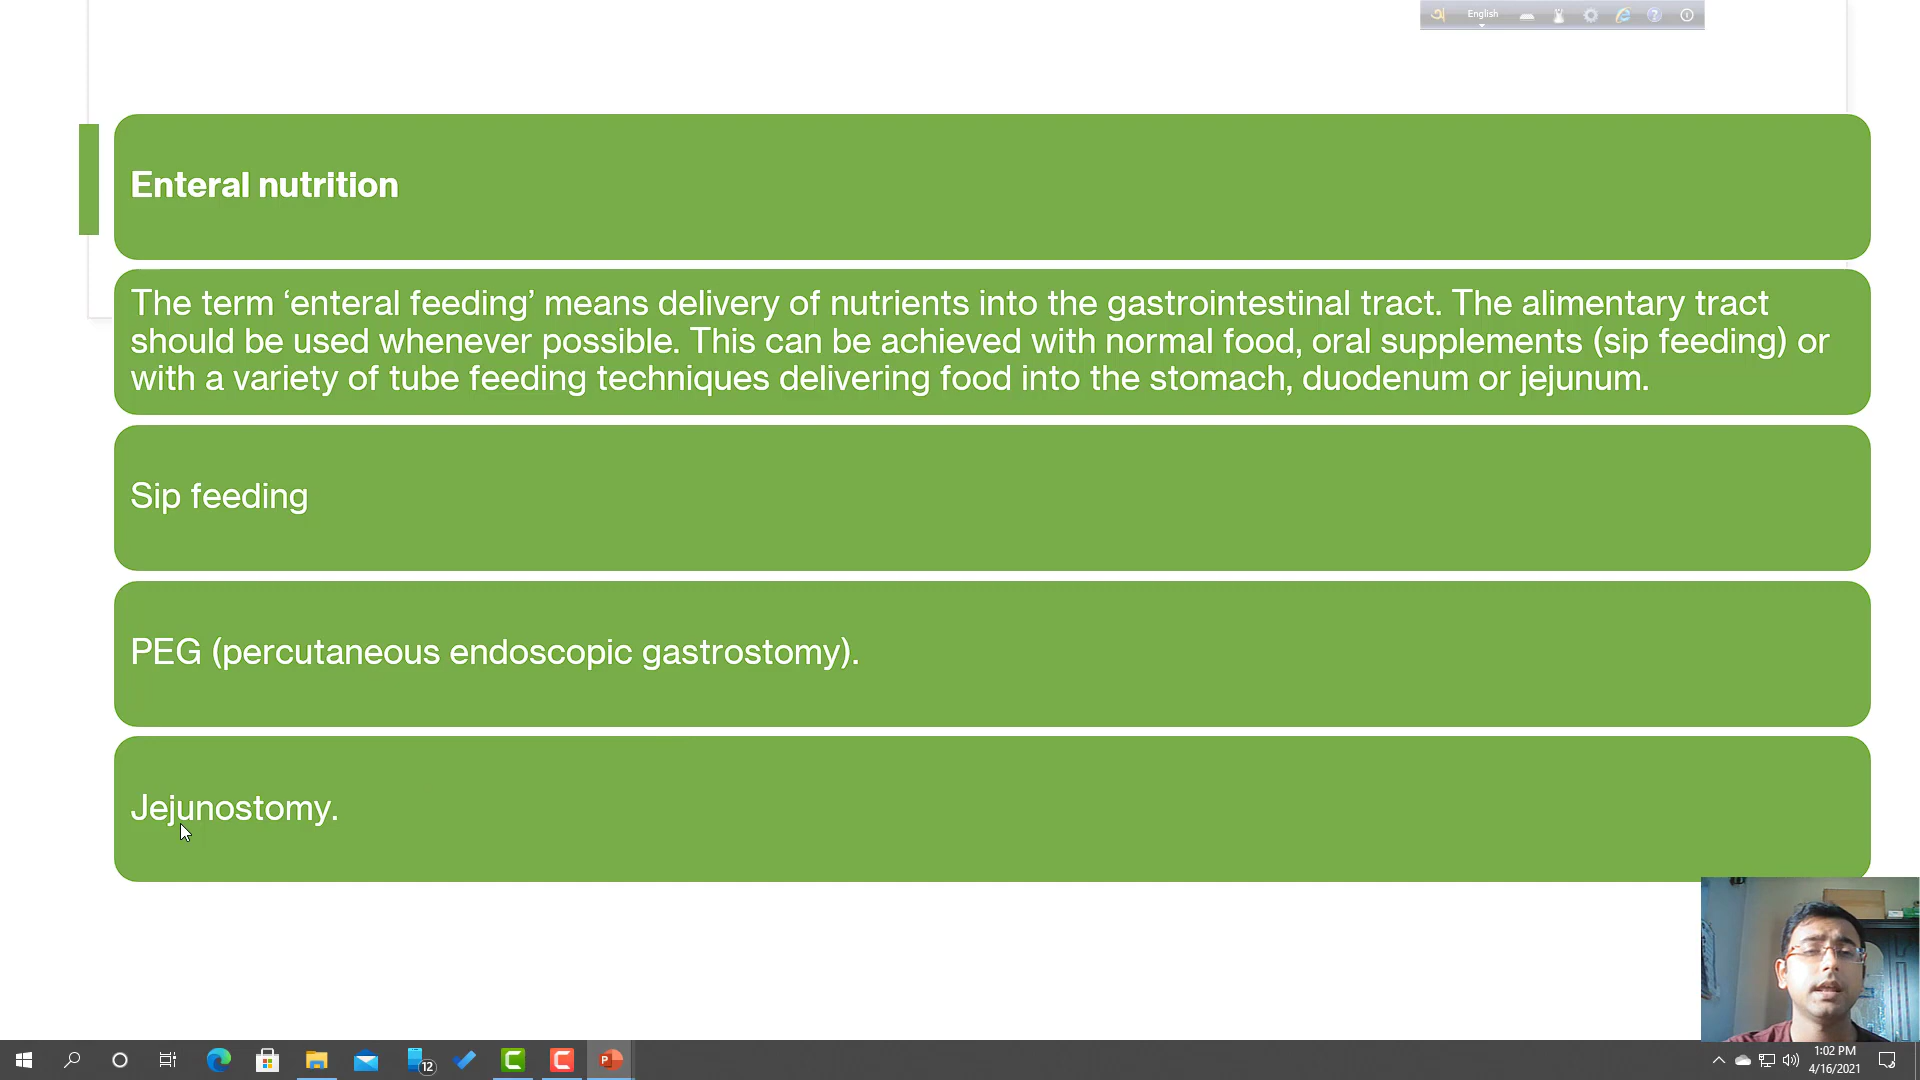 English
Enteral nutrition
The term ‘enteral feeding’ means delivery of nutrients into the gastrointestinal tract. The alimentary tract
should be used whenever possible. This can be achieved with normal food, oral supplements (sip feeding) or
with a variety of tube feeding techniques delivering food into the stomach, duodenum or jejunum.
Sip feeding
PEG (percutaneous endoscopic gastrostomy).
Jejunostomy.
12
1:02 PM
4/16/2021